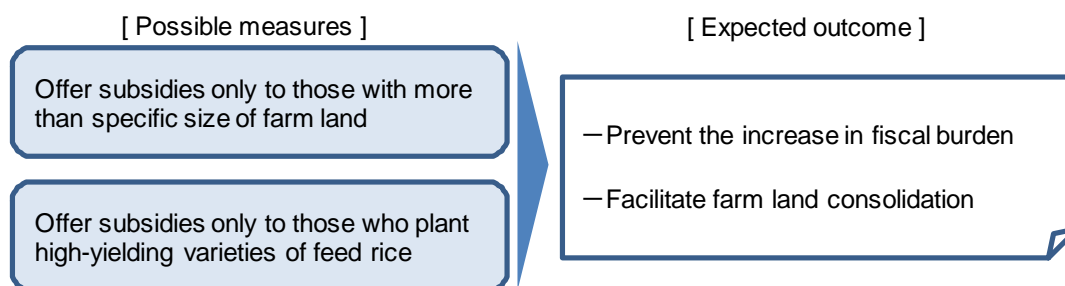 [ Possible measures ]
Offer subsidies only to those with more
than specific size of farm land
Offer subsidies only to those who plant
high-yielding varieties of feed rice
[ Expected outcome ]
－Prevent the increase in fiscal burden
－Facilitate farm land consolidation